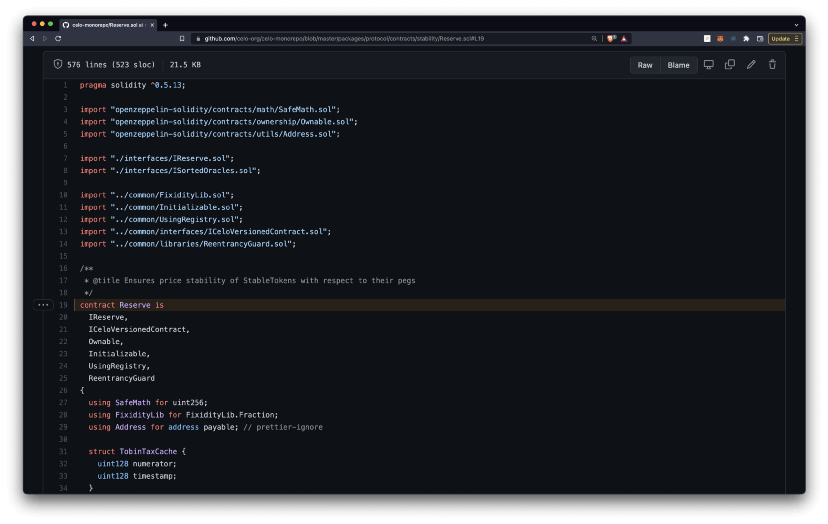 celo-monorepo/Reserve.sol at
github.com/celo-org/celo-monorepo/blob/master/packages/protocol/contracts/stability/Reserve.sol#L19
Update
576 lines (523 sloc) 21.5 KB
Raw Blame
1 pragma solidity ^0.5.13;
2
3 import "openzeppelin-solidity/contracts/math/SafeMath.sol";
4 import "openzeppelin-solidity/contracts/ownership/Ownable.sol";
5 import "openzeppelin-solidity/contracts/utils/Address.sol";
6
7 import "./interfaces/IReserve.sol";
8 import "./interfaces/ISortedOracles.sol";
9
10 import "../common/FixidityLib.sol";
11 import "../common/Initializable.sol";
12 import "../common/UsingRegistry.sol";
13 import "../common/interfaces/ICeloVersionedContract.sol";
14 import "../common/libraries/ReentrancyGuard.sol";
15
16 /**
17 * @title Ensures price stability of StableTokens with respect to their pegs
18 */
19 contract Reserve is
20 IReserve,
21 ICeloVersionedContract,
22 Ownable,
23 Initializable,
24 UsingRegistry,
25 ReentrancyGuard
26 {
27 using SafeMath for uint256;
28 using FixidityLib for FixidityLib.Fraction;
29 using Address for address payable; // prettier-ignore
30
31 struct TobinTaxCache {
32 uint128 numerator;
33 uint128 timestamp;
34 }